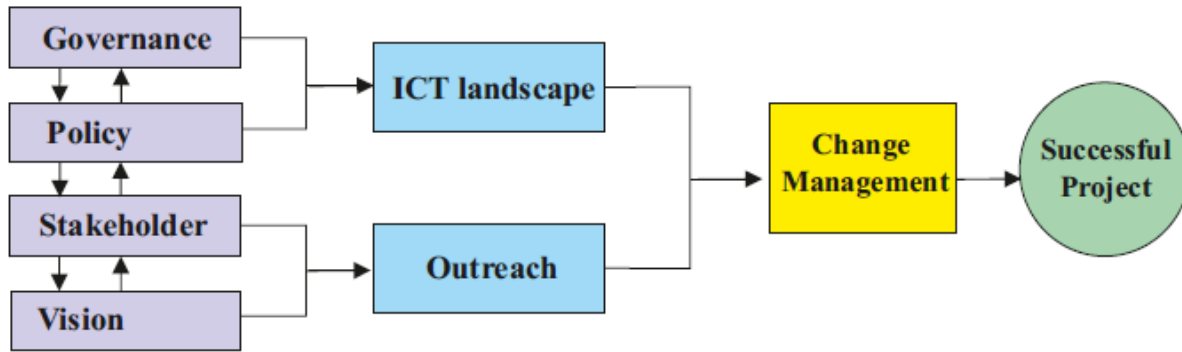 Governance
Policy
Stakeholder
Vision
ICT landscape
Outreach
Change
Management
Successful
Project